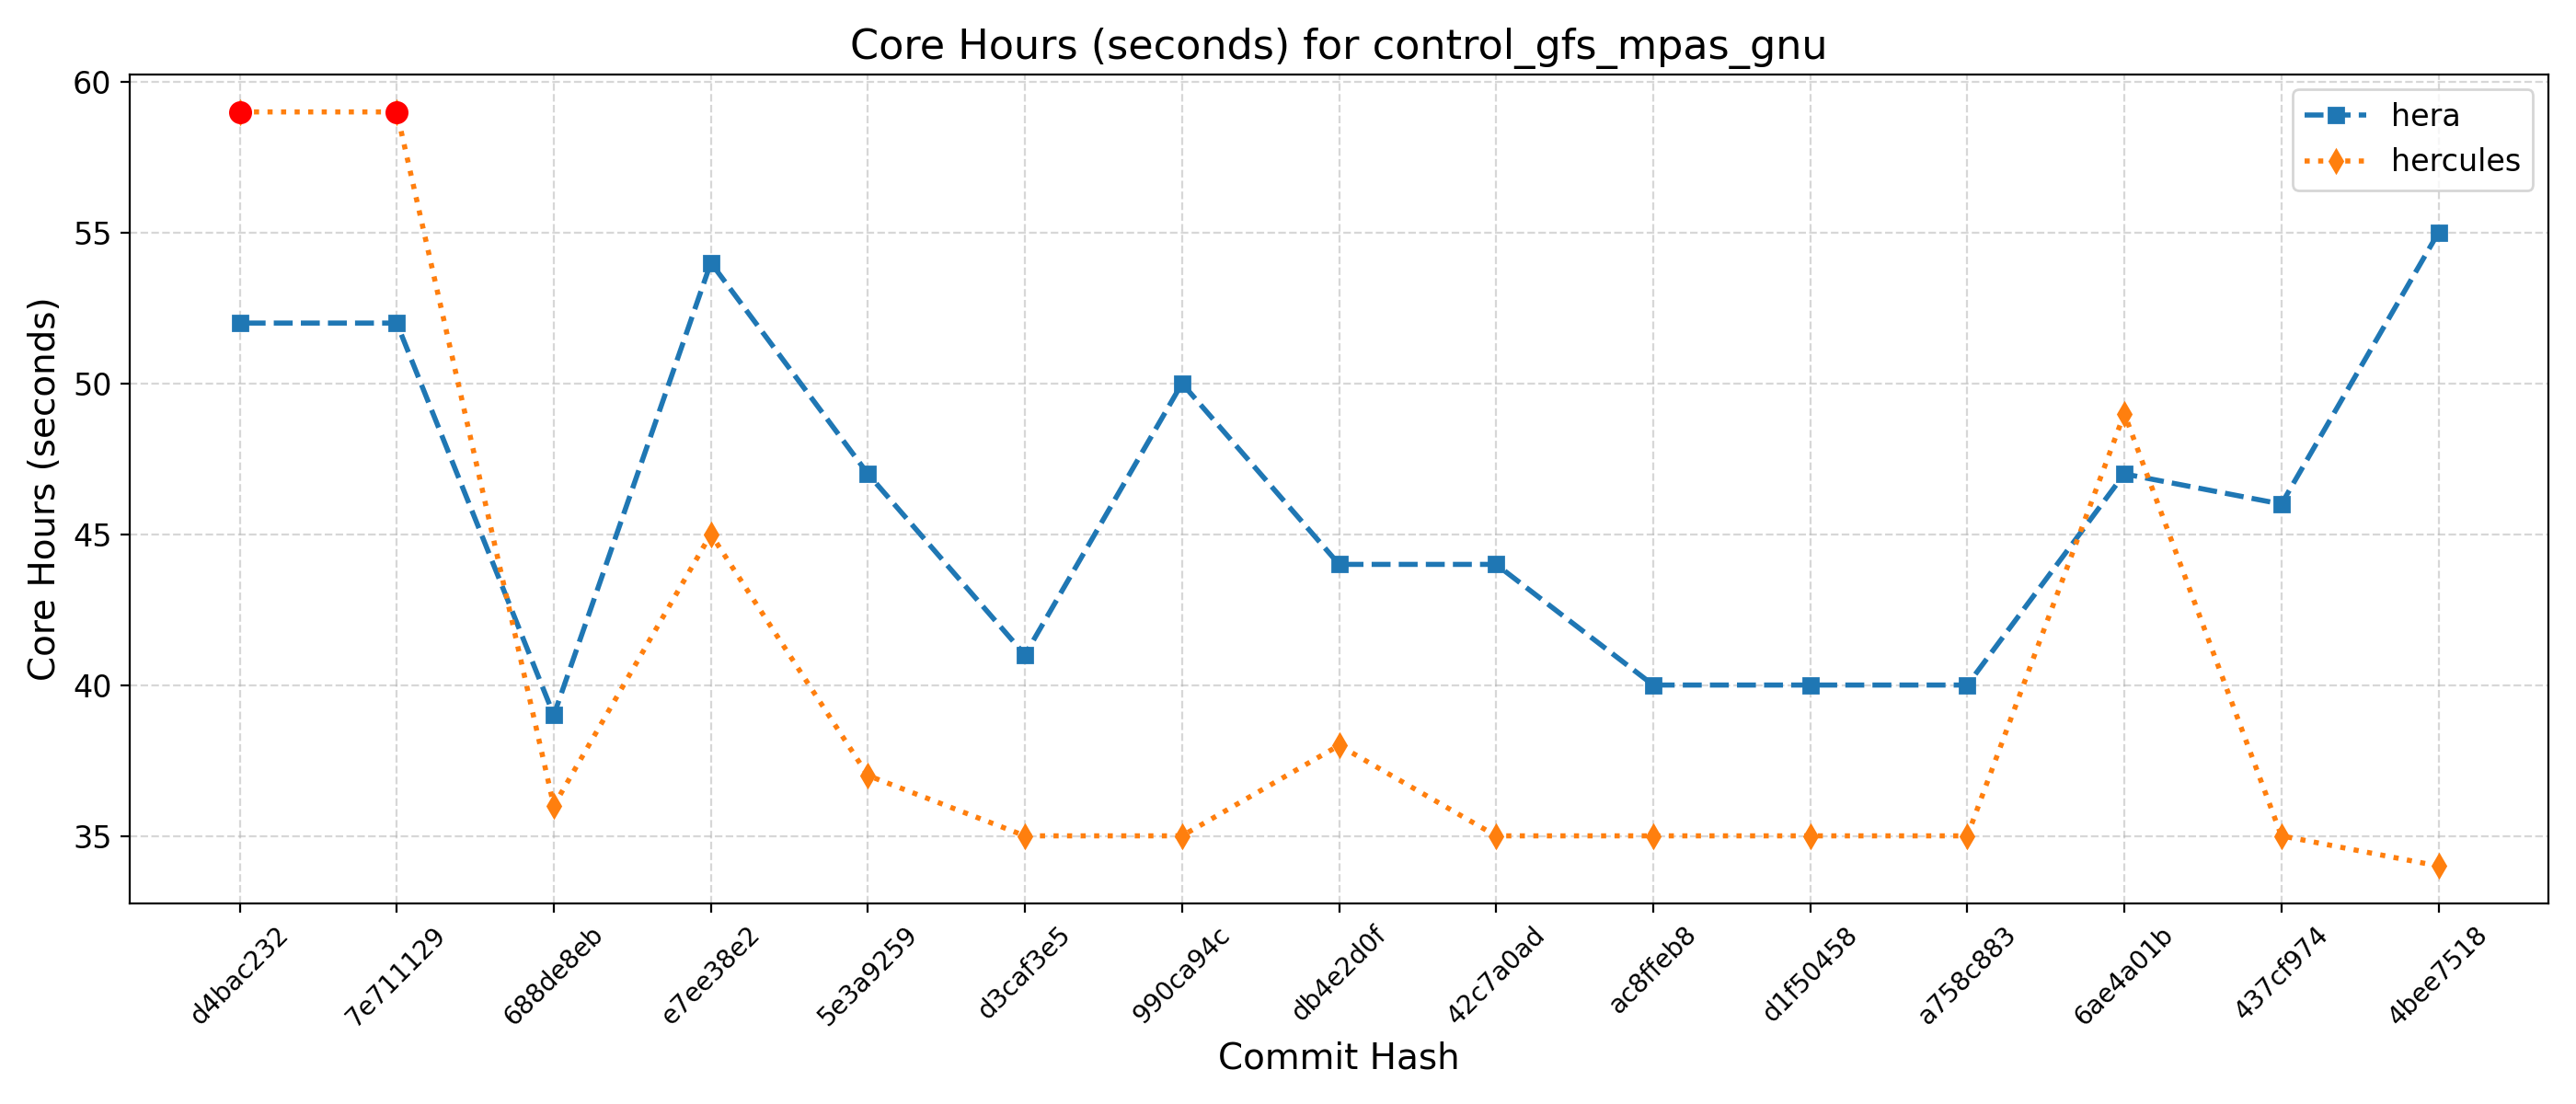 Core Hours (seconds) for control_gfs_mpas_gnu
hera
hercules
Core Hours (seconds)
60
55
50
45
40
35
d4bac232
7e711129
688de8eb
e7ee38e2
5e3a9259
d3caf3e5
990ca94c
db4e2d0f
42c7a0ad
ac8ffeb8
d1f50458
a758c883
6ae4a01b
437cf974
4bee7518
Commit Hash